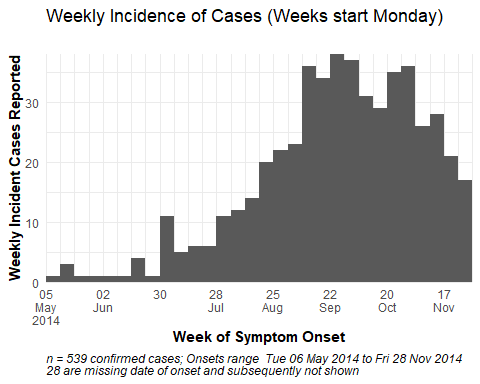 Weekly Incidence of Cases (Weeks start Monday)
Weekly Incident Cases Reported
30
20
10
0
05 02 30 28 25 22 20 17
May Jun Jul Aug Sep Oct Nov
2014
Week of Symptom Onset
n = 539 confirmed cases; Onsets range  Tue 06 May 2014 to Fri 28 Nov 2014
28 are missing date of onset and subsequently not shown